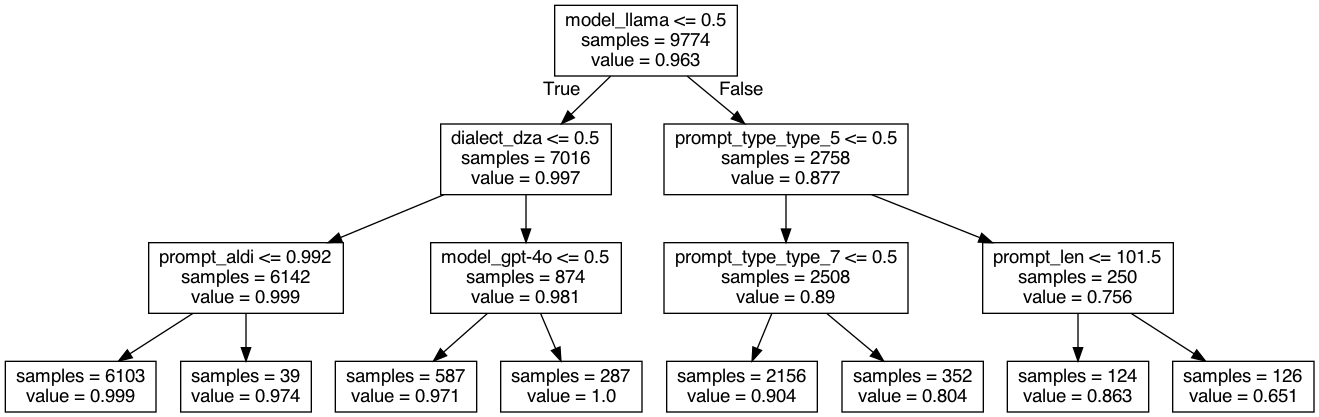 model_llama <= 0.5
samples = 9774
value = 0.963
True
False
dialect_dza <= 0.5
samples = 7016
value = 0.997
prompt_type_type_5 <= 0.5
samples = 2758
value = 0.877
prompt_aldi <= 0.992
samples = 6142
value = 0.999
model_gpt-4o <= 0.5
samples = 874
value = 0.981
prompt_type_type_7 <= 0.5
samples = 2508
value = 0.89
prompt_len <= 101.5
samples = 250
value = 0.756
samples = 6103
value = 0.999
samples = 39
value = 0.974
samples = 587
value = 0.971
samples = 287
value = 1.0
samples = 2156
value = 0.904
samples = 352
value = 0.804
samples = 124
value = 0.863
samples = 126
value = 0.651